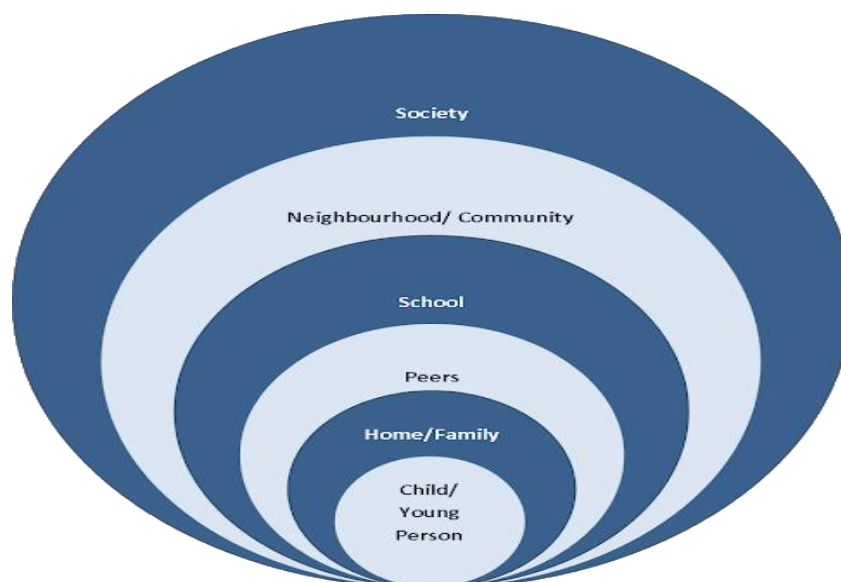 Society
Neighbourhood/ Community
School
Peers
Home/Family
Child/
Young
Person